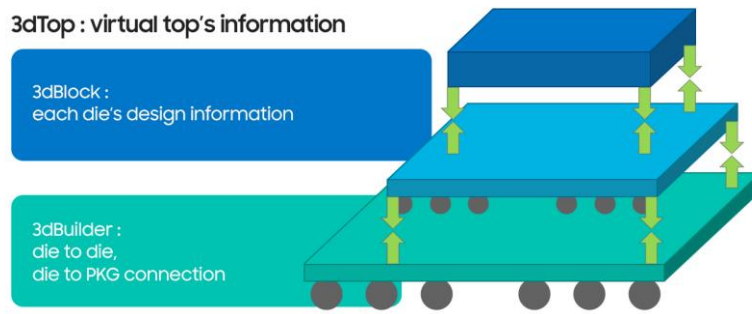 3dTop : virtual top's information
3dBlock :
each die's design information
3dBuilder :
die to die,
die to PKG connection